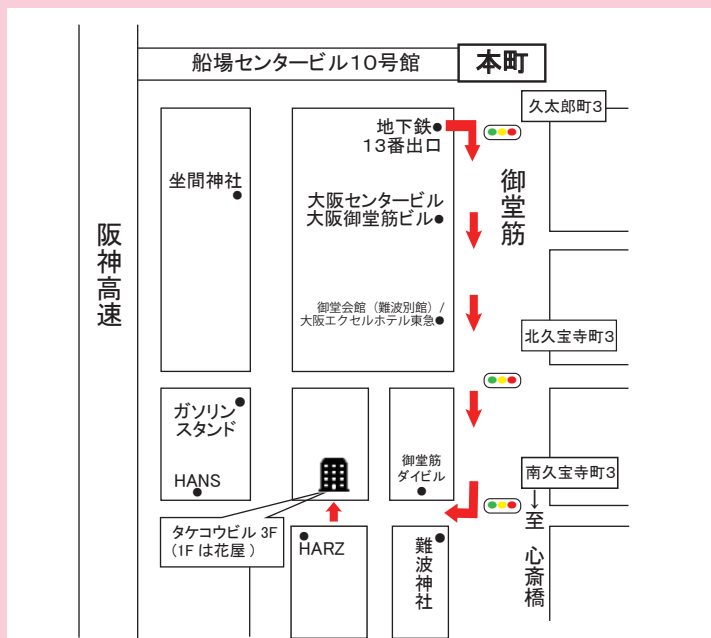 船場センタービル10号館
本町
久太郎町3
地下鉄
13番出口
坐間神社
御堂筋
大阪センタービル
大阪御堂筋ビル
阪神高速
御堂会館（難波別館）/
大阪エクセルホテル東急
北久宝寺町3
ガソリン
スタンド
御堂筋
ダイビル
南久宝寺町3
HANS
タケコウビル 3F
(1F は花屋 )
HARZ
難波神社
↓至 心斎橋